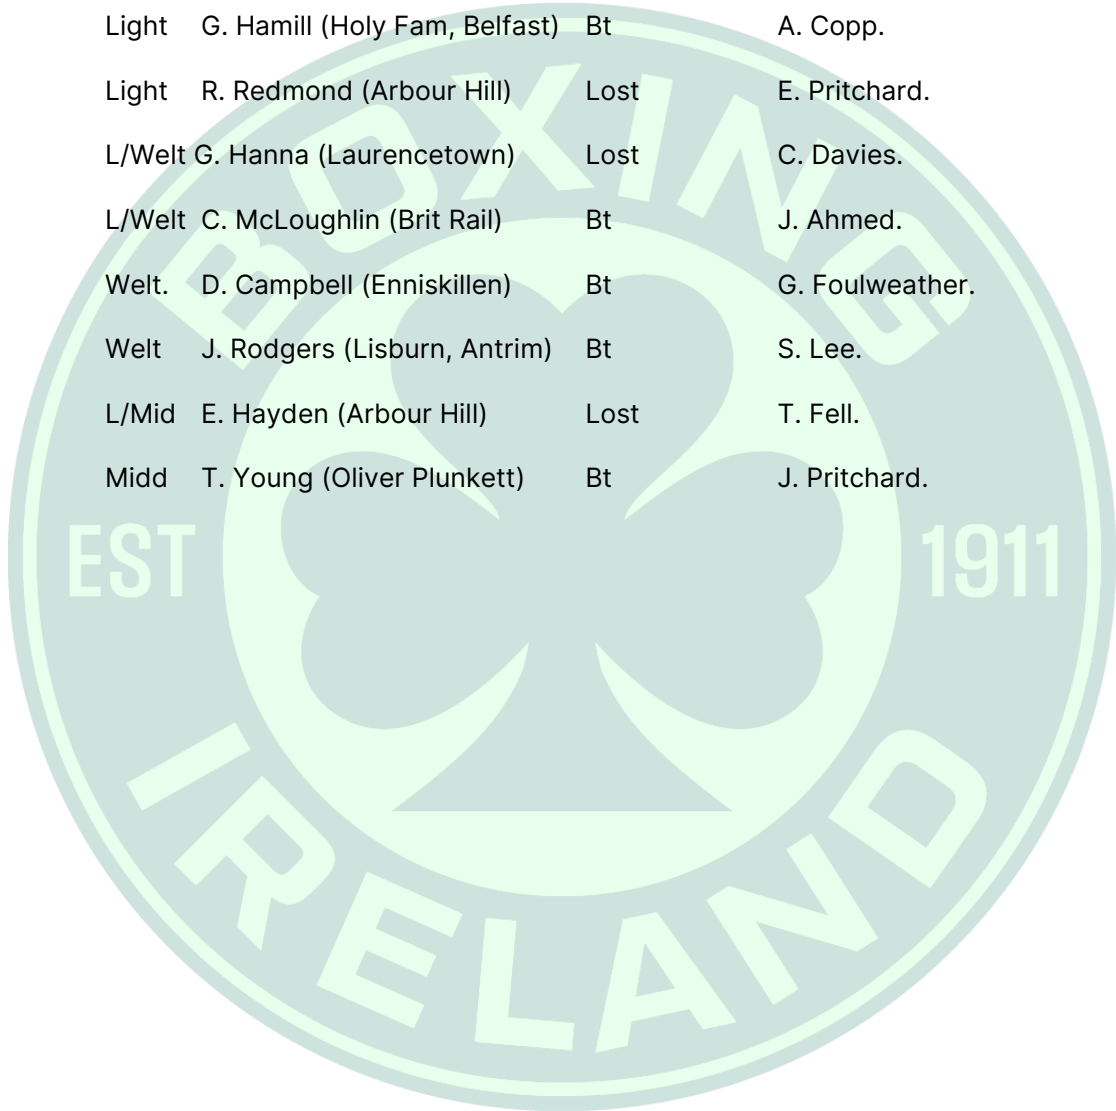 Light G. Hamill (Holy Fam, Belfast) Bt A. Copp.
Light R. Redmond (Arbour Hill) Lost E. Pritchard.
L/Welt G. Hanna (Laurencetown) Lost C. Davies.
L/Welt C. McLoughlin (Brit Rail) Bt J. Ahmed.
Welt. D. Campbell (Enniskillen) Bt G. Foulweather.
Welt J. Rodgers (Lisburn, Antrim) Bt S. Lee.
L/Mid E. Hayden (Arbour Hill) Lost T. Fell.
Midd T. Young (Oliver Plunkett) Bt J. Pritchard.
BOXING
EST 1911
IRELAND